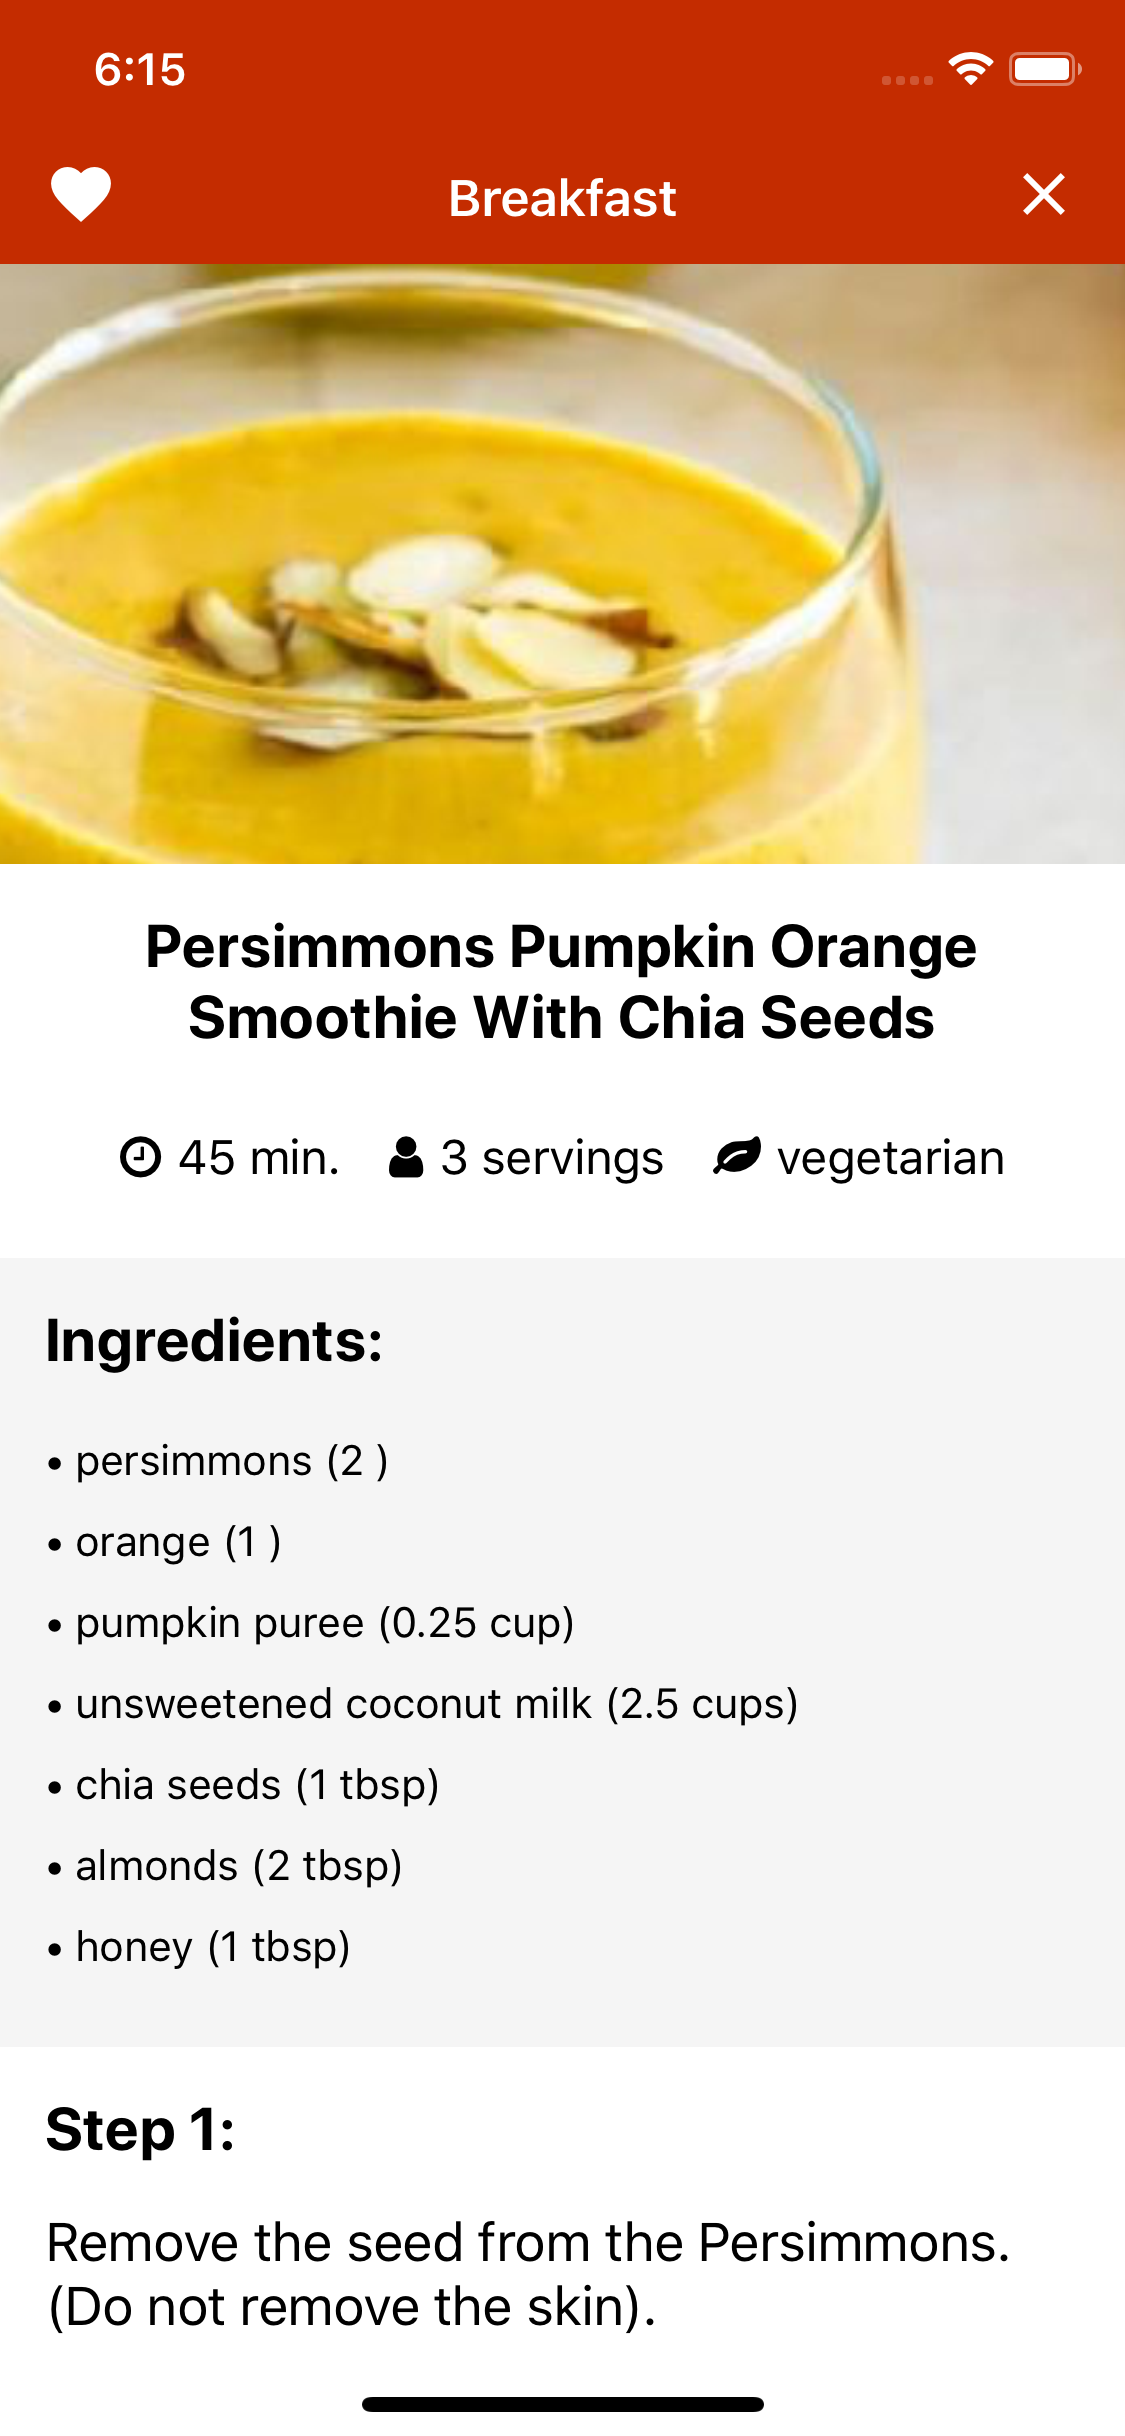 6:15
Breakfast
Persimmons Pumpkin Orange
Smoothie With Chia Seeds
45 min. 3 servings vegetarian
Ingredients:
• persimmons (2 )
• orange (1 )
• pumpkin puree (0.25 cup)
• unsweetened coconut milk (2.5 cups)
• chia seeds (1 tbsp)
• almonds (2 tbsp)
• honey (1 tbsp)
Step 1:
Remove the seed from the Persimmons.
(Do not remove the skin).